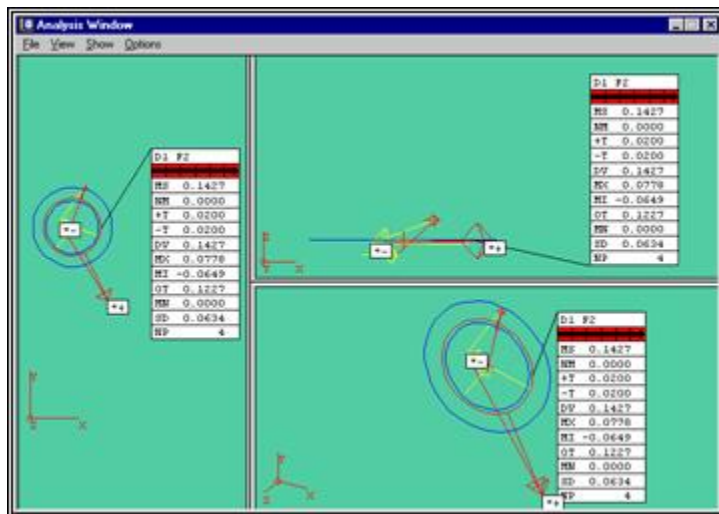 Analysis Window
File View Show Options
D1 F2
MS 0.1427
NM 0.0000
+T 0.0200
-T 0.0200
DV 0.1427
MX 0.0778
MI -0.0649
OT 0.1227
MN 0.0000
SD 0.0634
NP 4
*-
*+
Y
Z X
D1 F2
MS 0.1427
NM 0.0000
+T 0.0200
-T 0.0200
DV 0.1427
MX 0.0778
MI -0.0649
OT 0.1227
MN 0.0000
SD 0.0634
NP 4
*-
*+
Z
Y X
D1 F2
MS 0.1427
NM 0.0000
+T 0.0200
-T 0.0200
DV 0.1427
MX 0.0778
MI -0.0649
OT 0.1227
MN 0.0000
SD 0.0634
NP 4
*-
*+
Y
Z X